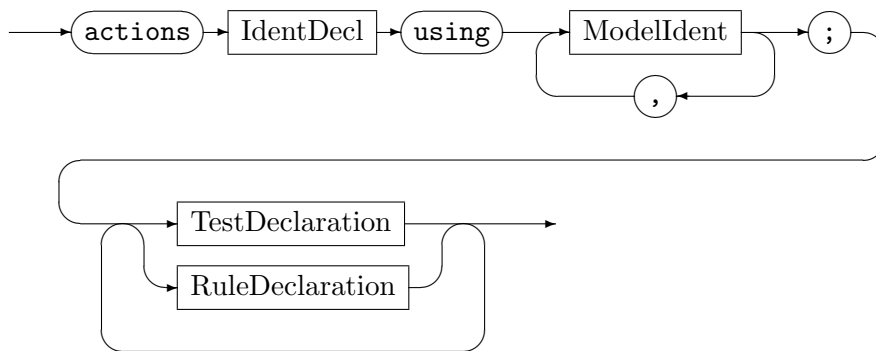 actions IdentDecl using ModelIdent ;
,
TestDeclaration
RuleDeclaration